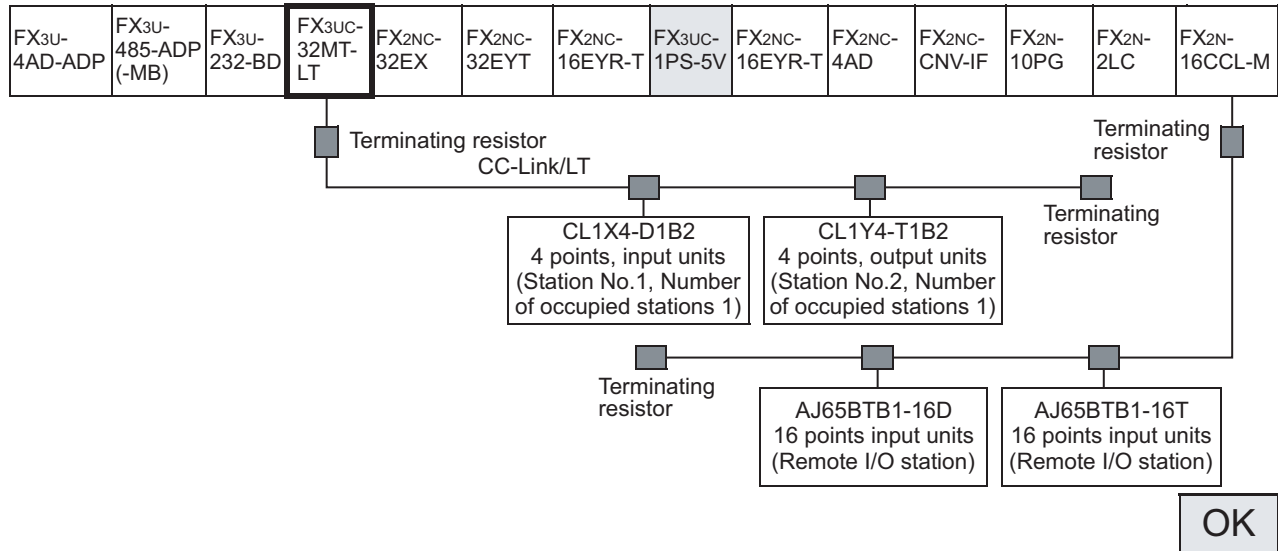 FX3U-
4AD-ADP
FX3U-
485-ADP
(-MB)
FX3U-
232-BD
FX3UC-
32MT-
LT
FX2NC-
32EX
FX2NC-
32EYT
FX2NC-
16EYR-T
FX3UC-
1PS-5V
FX2NC-
16EYR-T
FX2NC-
4AD
FX2NC-
CNV-IF
FX2N-
10PG
FX2N-
2LC
FX2N-
16CCL-M
Terminating resistor
CC-Link/LT
Terminating
resistor
Terminating
resistor
CL1X4-D1B2
4 points, input units
(Station No.1, Number
of occupied stations 1)
CL1Y4-T1B2
4 points, output units
(Station No.2, Number
of occupied stations 1)
Terminating
resistor
AJ65BTB1-16D
16 points input units
(Remote I/O station)
AJ65BTB1-16T
16 points input units
(Remote I/O station)
OK